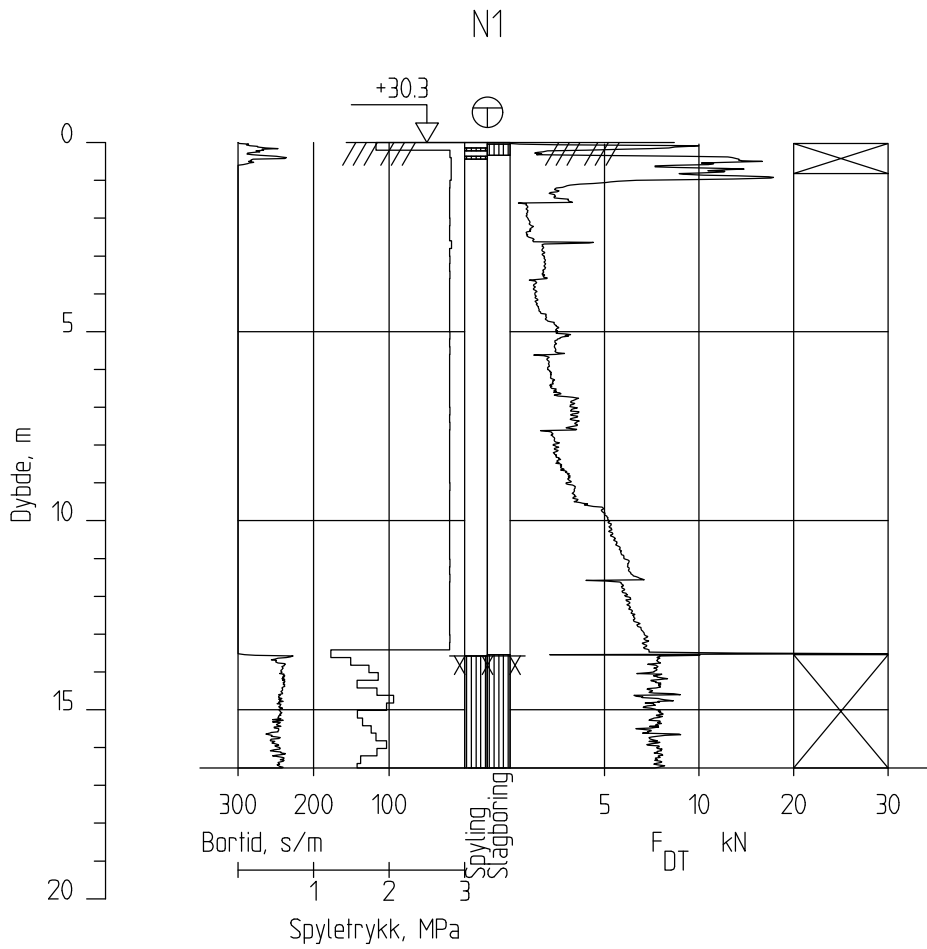 N1
+30.3
0
5
10
15
20
Dybde, m
300 200 100 5 10 20 30
Bortid, s/m
Spyling
Slagboring
F DT kN
1 2 3
Spyletrykk, MPa